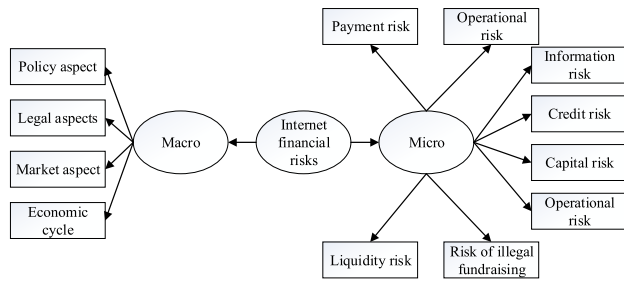 Payment risk
Operational
risk
Policy aspect
Information
risk
Legal aspects
Credit risk
Macro
Internet
financial
risks
Micro
Market aspect
Capital risk
Economic
cycle
Operational
risk
Liquidity risk
Risk of illegal
fundraising